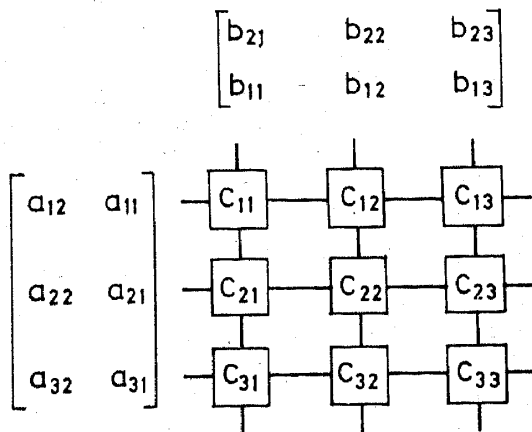 b21 b22 b23
b11 b12 b13
a12 a11 C11 C12 C13
a22 a21 C21 C22 C23
a32 a31 C31 C32 C33